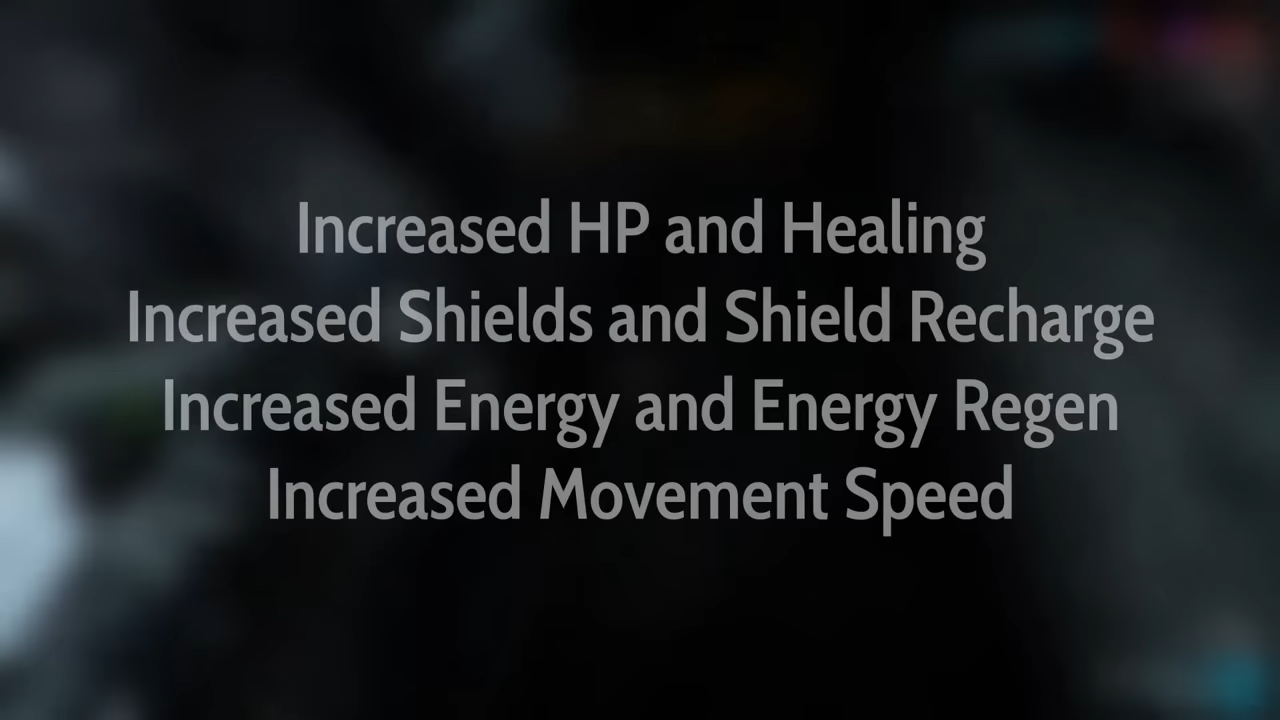 Increased HP and Healing
Increased Shields and Shield Recharge
Increased Energy and Energy Regen
Increased Movement Speed